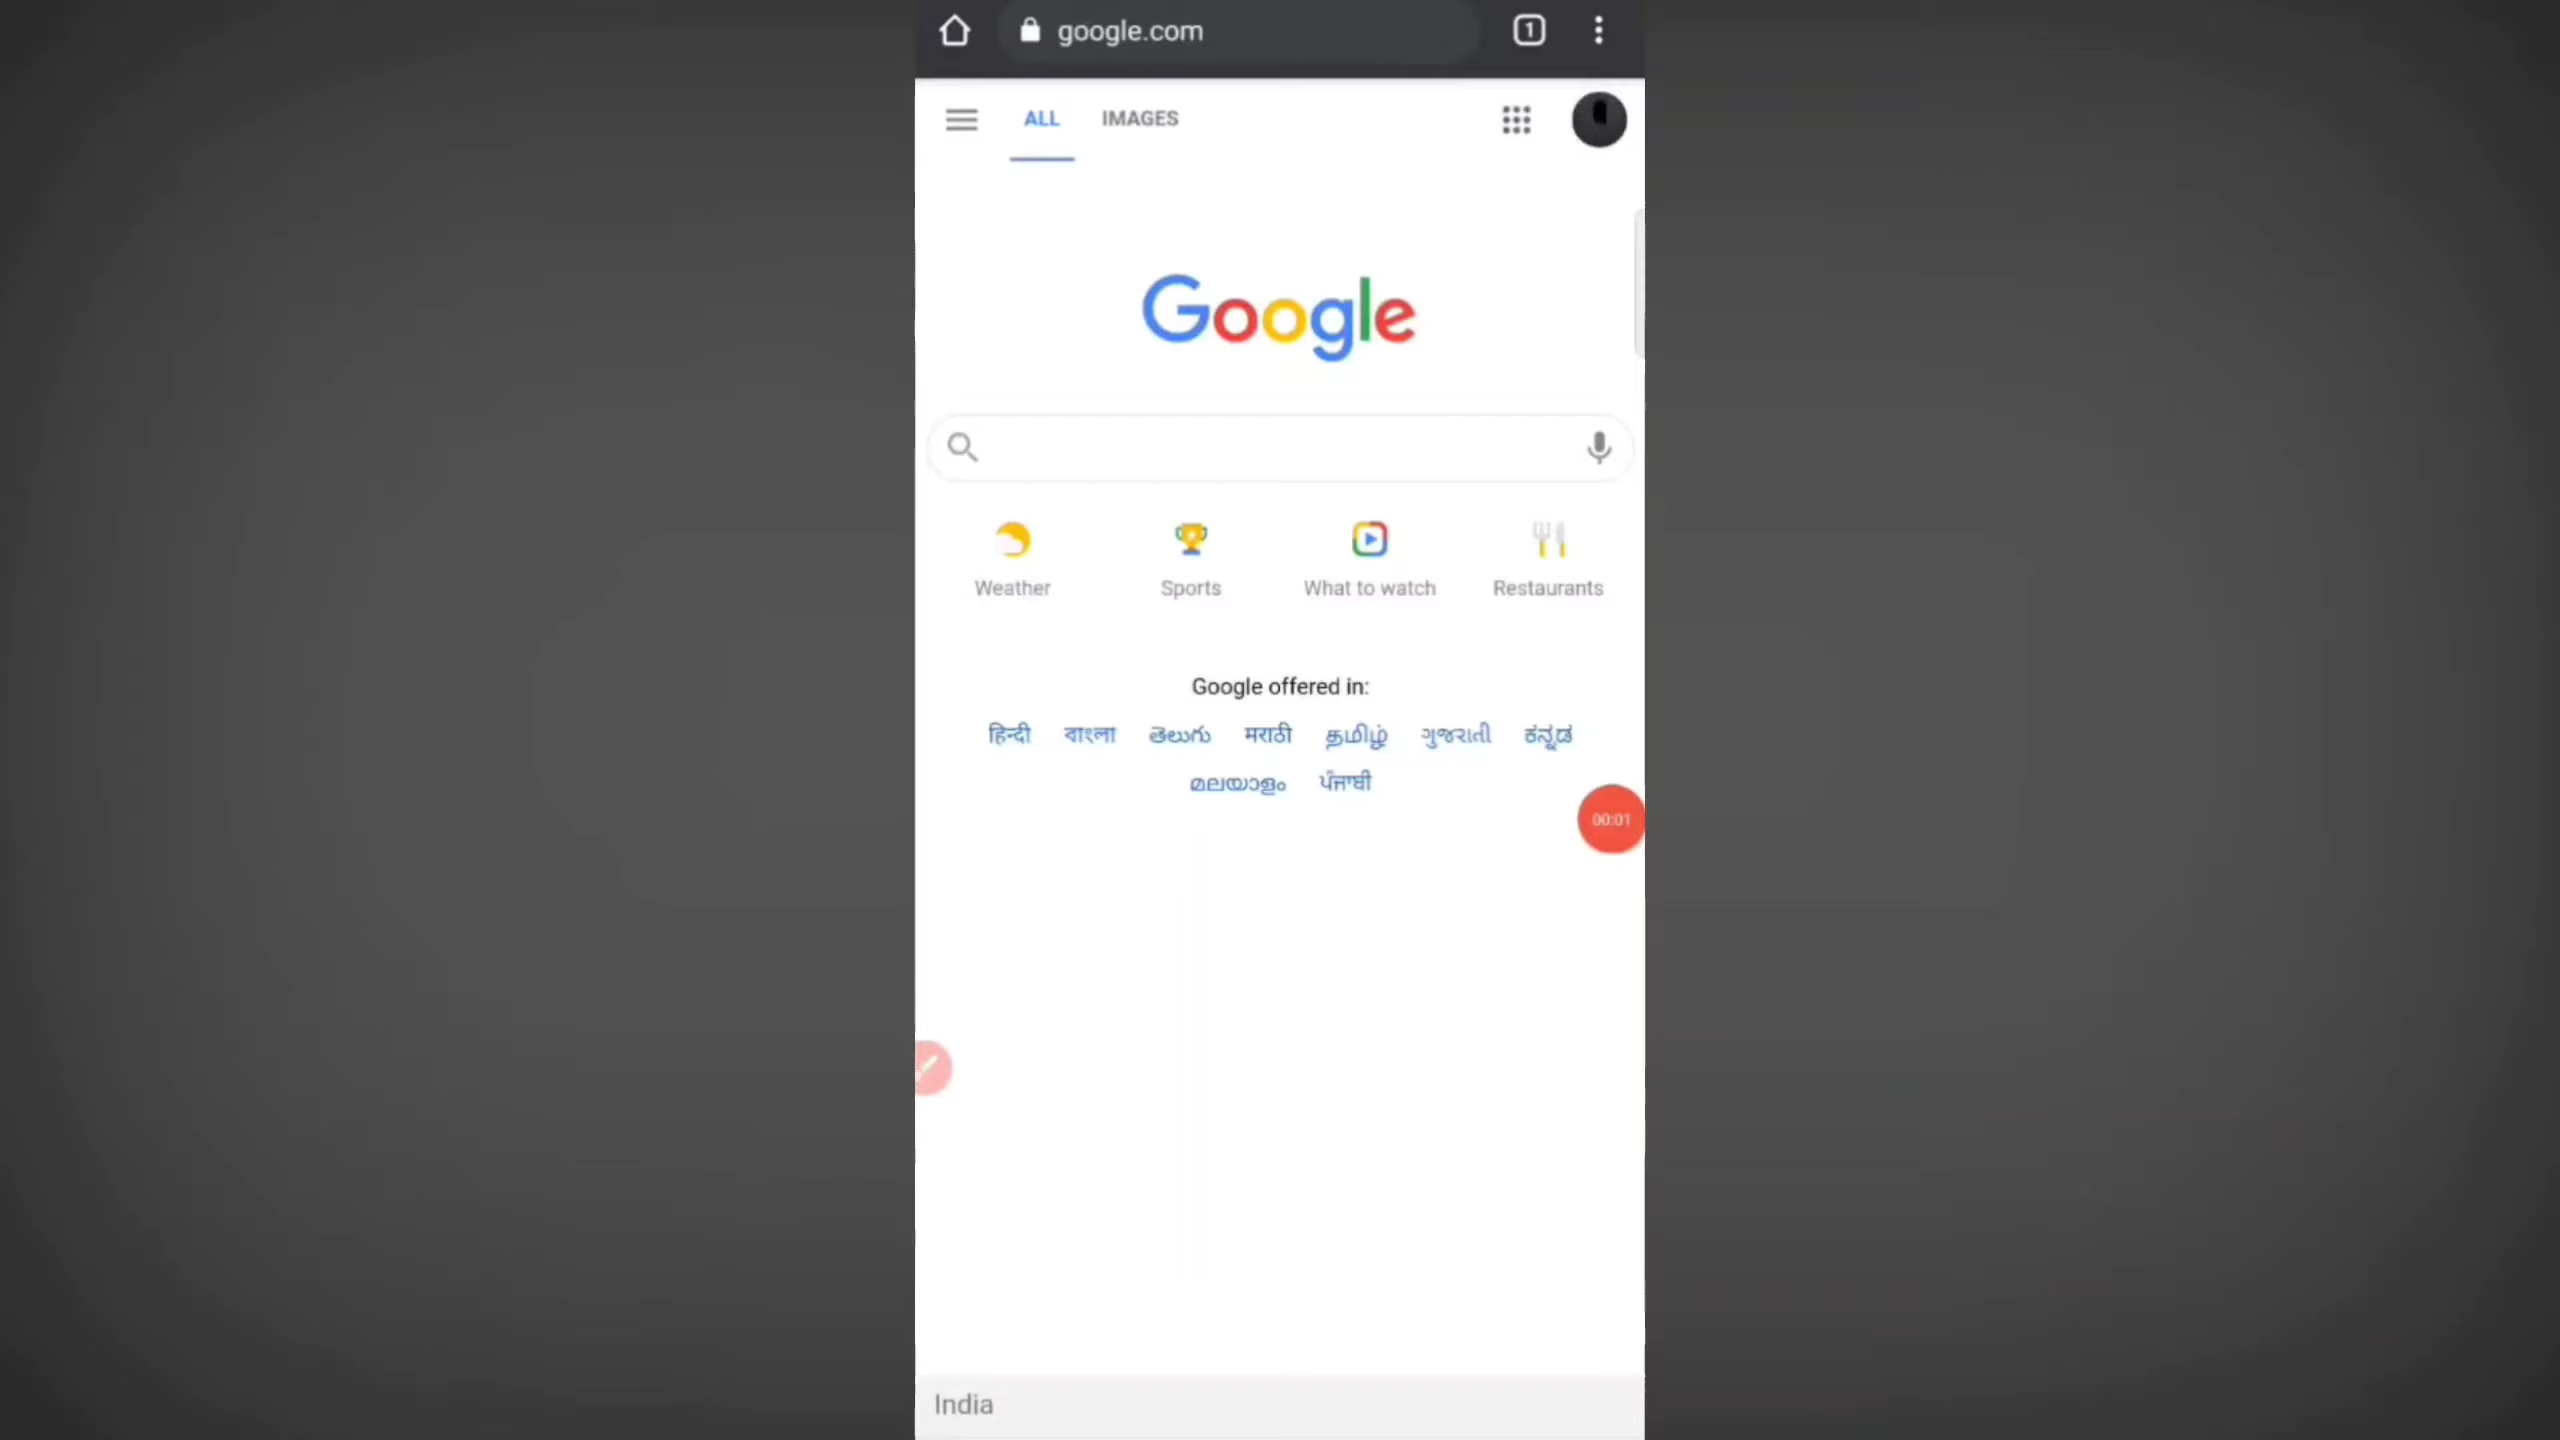 google.com 1
ALL IMAGES
Google
Weather Sports What to watch Restaurants
Google offered in:
हिन्दी বাংলা తెలుగు मराठी தமிழ் ગુજરાતી ಕನ್ನಡ
മലയാളം ਪੰਜਾਬੀ
00:01
India